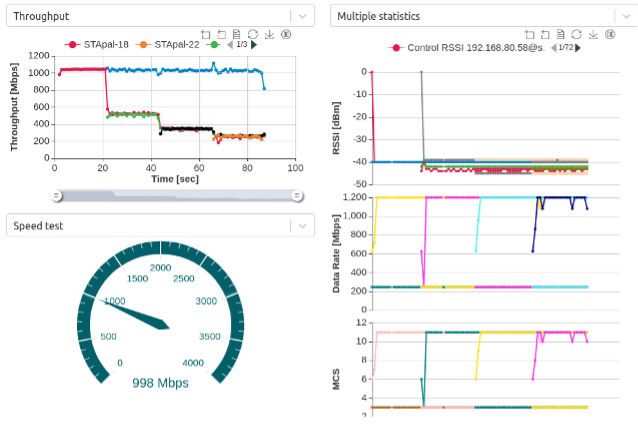 Throughput
STApal-18 STApal-22 1/3
Throughput [Mbps]
1200
1000
800
600
400
200
0
0 20 40 60 80 100
Time [sec]
Speed test
0
500
1000
1500
2000
3000
3500
4000
998 Mbps
Multiple statistics
Control RSSI 192.168.80.58@s 1/72
RSSI [dBm]
0
-10
-20
-30
-40
-50
Data Rate [Mbps]
1,200
1,000
800
600
400
200
0
MCS
12
10
8
6
4
2